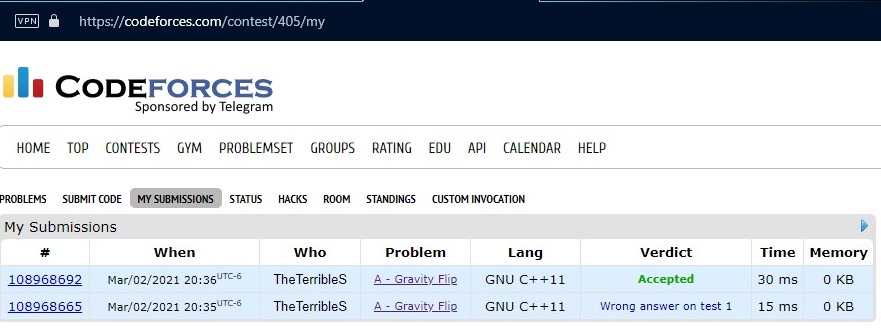 VPN https://codeforces.com/contest/405/my
CODEFORCES
Sponsored by Telegram
HOME TOP CONTESTS GYM PROBLEMSET GROUPS RATING EDU API CALENDAR HELP
PROBLEMS SUBMIT CODE MY SUBMISSIONS STATUS HACKS ROOM STANDINGS CUSTOM INVOCATION
My Submissions
# When Who Problem Lang Verdict Time Memory
108968692 Mar/02/2021 20:36UTC-6 TheTerribleS A - Gravity Flip GNU C++11 Accepted 30 ms 0 KB
108968665 Mar/02/2021 20:35UTC-6 TheTerribleS A - Gravity Flip GNU C++11 Wrong answer on test 1 15 ms 0 KB